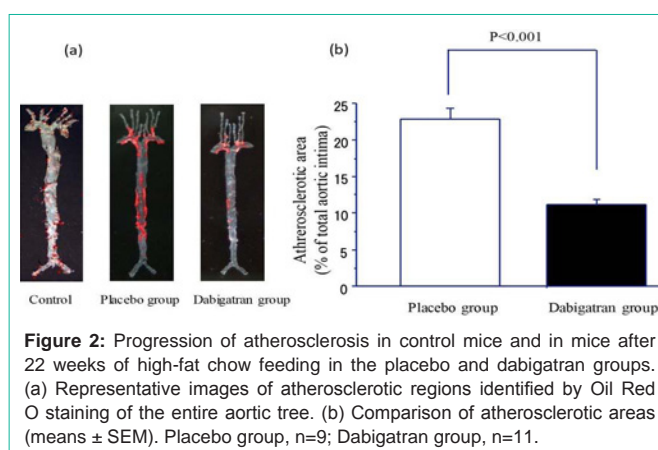 (a)
Control
Placebo group
Dabigatran group
(b)
P<0.001
Athrerosclerotic area
(% of total aortic intima)
25
20
15
10
5
0
Placebo group
Dabigatran group
Figure 2: Progression of atherosclerosis in control mice and in mice after
22 weeks of high-fat chow feeding in the placebo and dabigatran groups.
(a) Representative images of atherosclerotic regions identified by Oil Red
O staining of the entire aortic tree. (b) Comparison of atherosclerotic areas
(means ± SEM). Placebo group, n=9; Dabigatran group, n=11.